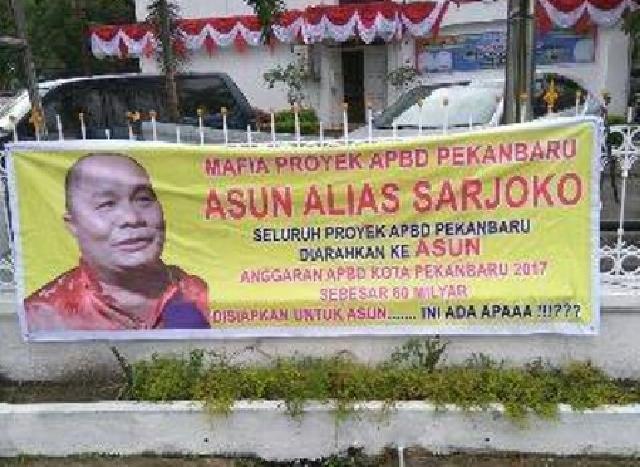 MAFIA PROYEK APBD PEKANBARU
ASUN ALIAS SARJOKO
SELURUH PROYEK APBD PEKANBARU
DIARAHKAN KE ASUN
ANGGARAN APBD KOTA PEKANBARU 2017
SEBESAR 60 MILYAR
DISIAPKAN UNTUK ASUN....... INI ADA APAAA !!!???